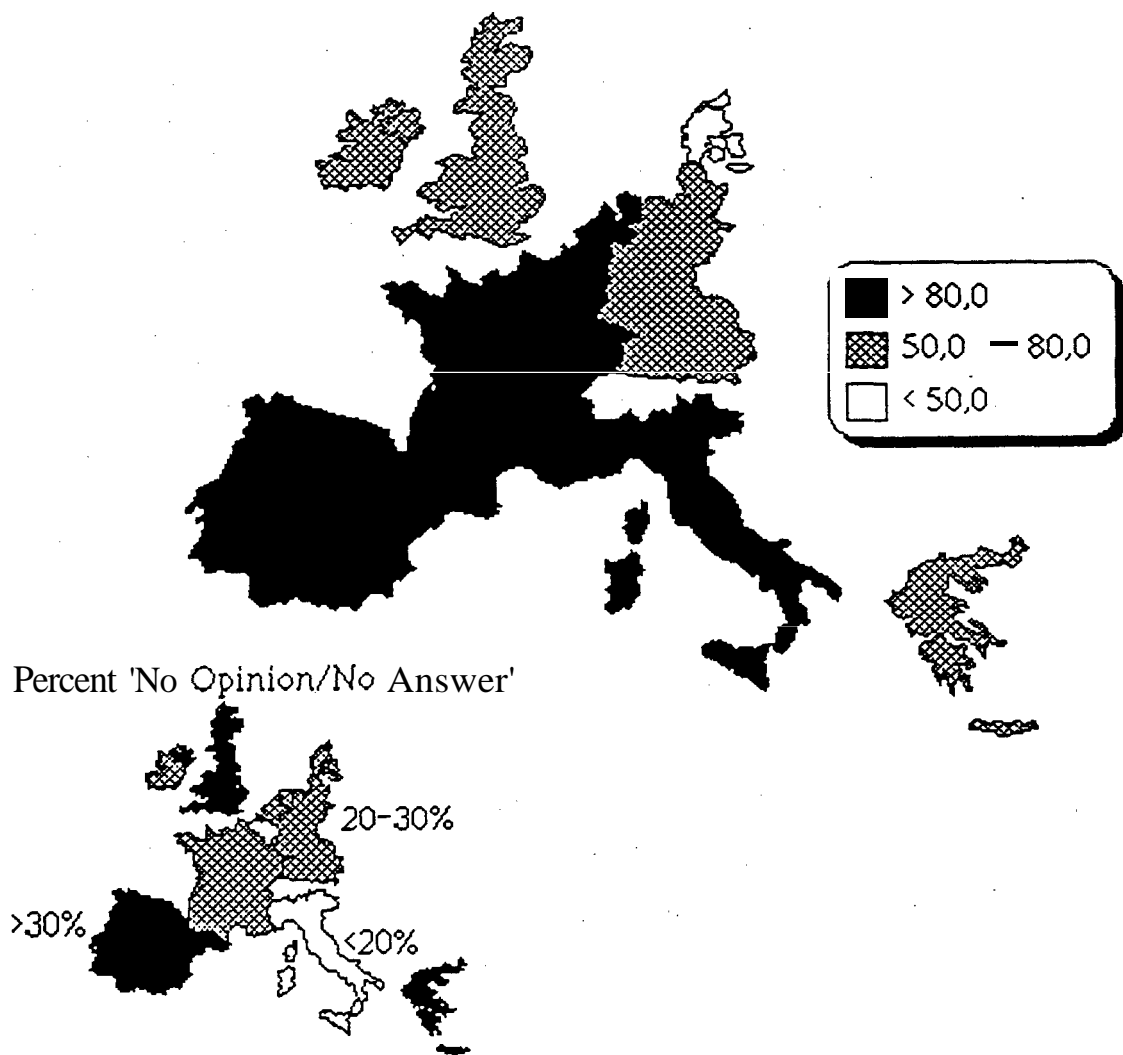 > 80,0
50,0 — 80,0
< 50,0
Percent 'No Opinion/No Answer'
20-30%
>30%
<20%